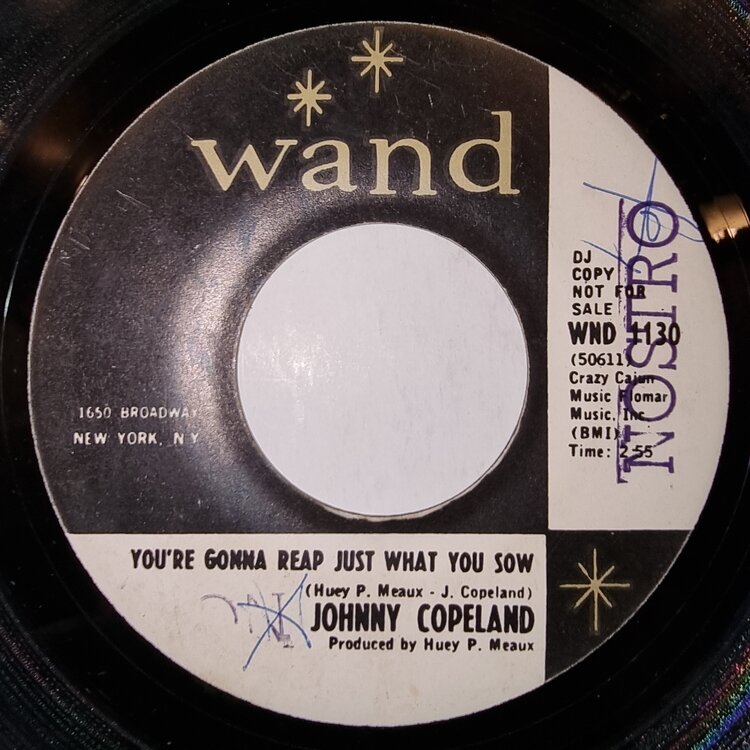 wand
DJ
COPY
NOT FOR
SALE
WND 1130
(50611)
Crazy Cajun
Music Flomar
Music, Inc
(BMI)
Time: 2:55
NOSTRO
1650 BROADWAY
NEW YORK, N Y
YOU'RE GONNA REAP JUST WHAT YOU SOW
(Huey P. Meaux - J. Copeland)
JOHNNY COPELAND
Produced by Huey P. Meaux